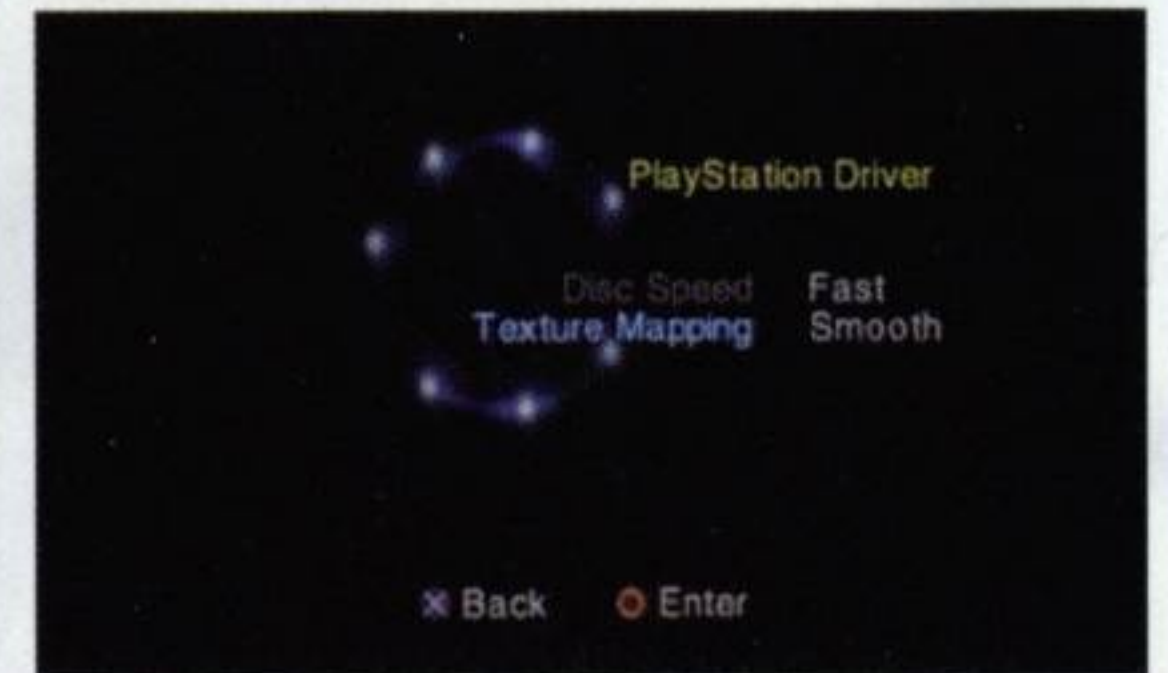 PlayStation Driver
Disc Speed Fast
Texture Mapping Smooth
Back Enter